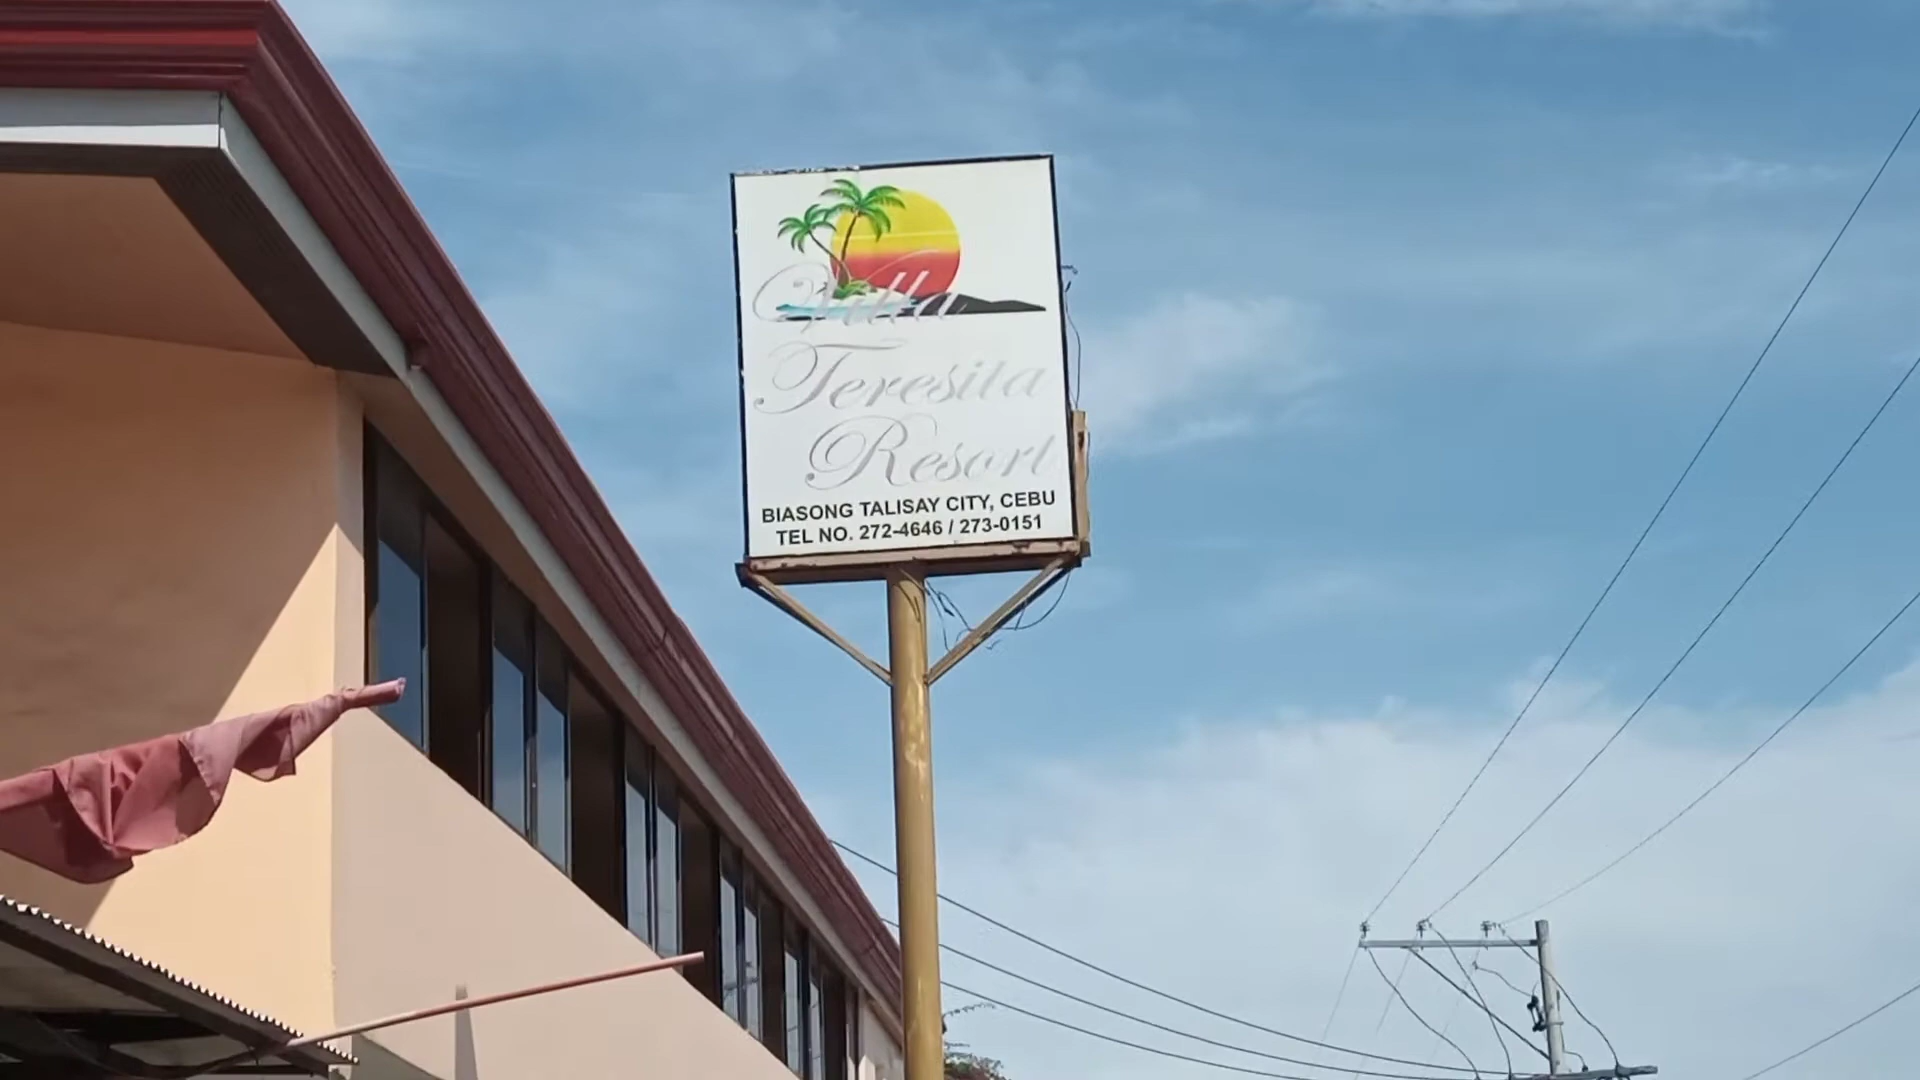 Villa
Teresita
Resort
BIASONG TALISAY CITY, CEBU
TEL NO. 272-4646 / 273-0151